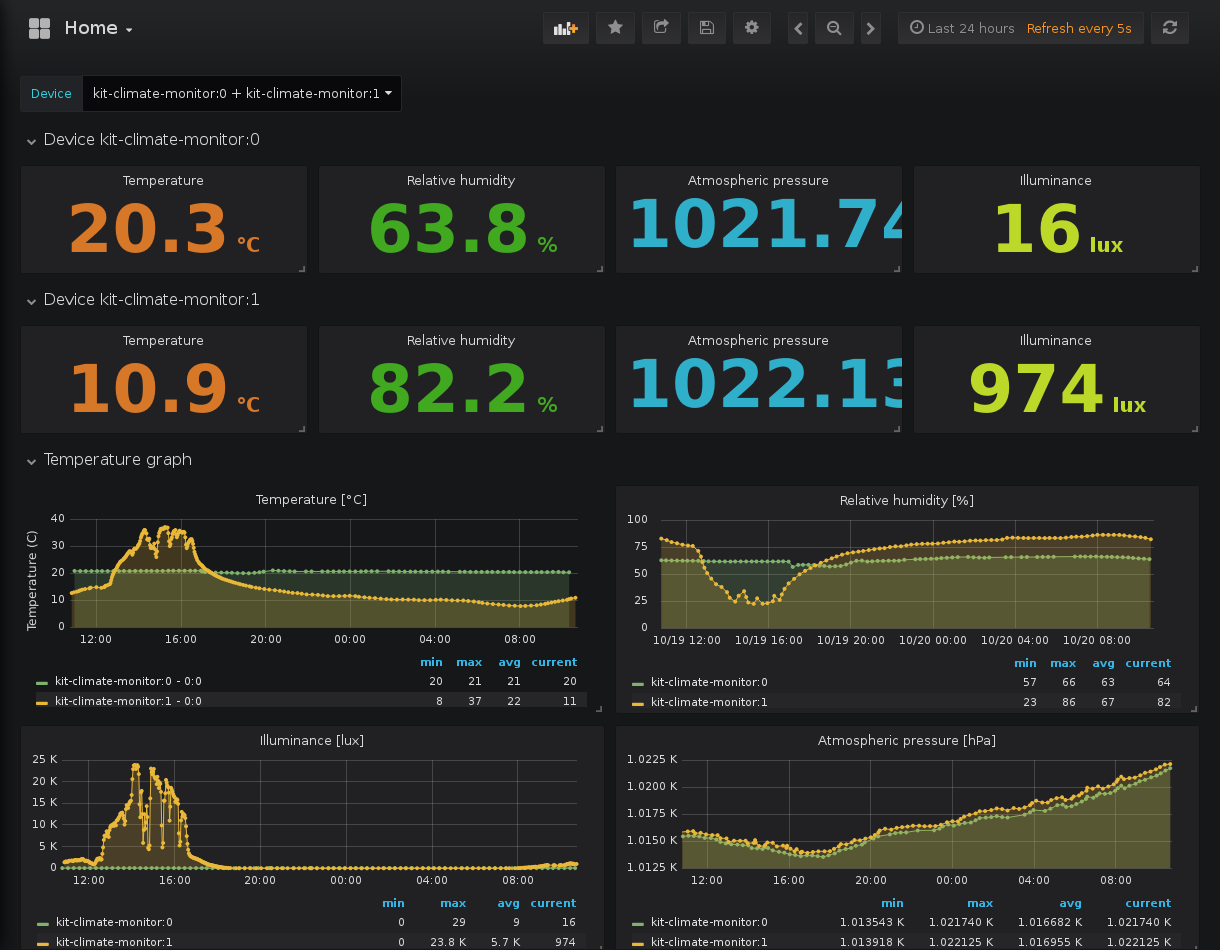 Home
Last 24 hours Refresh every 5s
Device kit-climate-monitor:0 + kit-climate-monitor:1
Device kit-climate-monitor:0
Temperature Relative humidity Atmospheric pressure Illuminance
20.3 °C 63.8 % 1021.74 16 lux
Device kit-climate-monitor:1
Temperature Relative humidity Atmospheric pressure Illuminance
10.9 °C 82.2 % 1022.13 974 lux
Temperature graph
Temperature [°C]
Temperature (C)
40
30
20
10
0
12:00 16:00 20:00 00:00 04:00 08:00
min max avg current
kit-climate-monitor:0 - 0:0 20 21 21 20
kit-climate-monitor:1 - 0:0 8 37 22 11
Relative humidity [%]
100
75
50
25
0
10/19 12:00 10/19 16:00 10/19 20:00 10/20 00:00 10/20 04:00 10/20 08:00
min max avg current
kit-climate-monitor:0 57 66 63 64
kit-climate-monitor:1 23 86 67 82
Illuminance [lux]
25 K
20 K
15 K
10 K
5 K
0
12:00 16:00 20:00 00:00 04:00 08:00
min max avg current
kit-climate-monitor:0 0 29 9 16
kit-climate-monitor:1 0 23.8 K 5.7 K 974
Atmospheric pressure [hPa]
1.0225 K
1.0200 K
1.0175 K
1.0150 K
1.0125 K
12:00 16:00 20:00 00:00 04:00 08:00
min max avg current
kit-climate-monitor:0 1.013543 K 1.021740 K 1.016682 K 1.021740 K
kit-climate-monitor:1 1.013918 K 1.022125 K 1.016955 K 1.022125 K